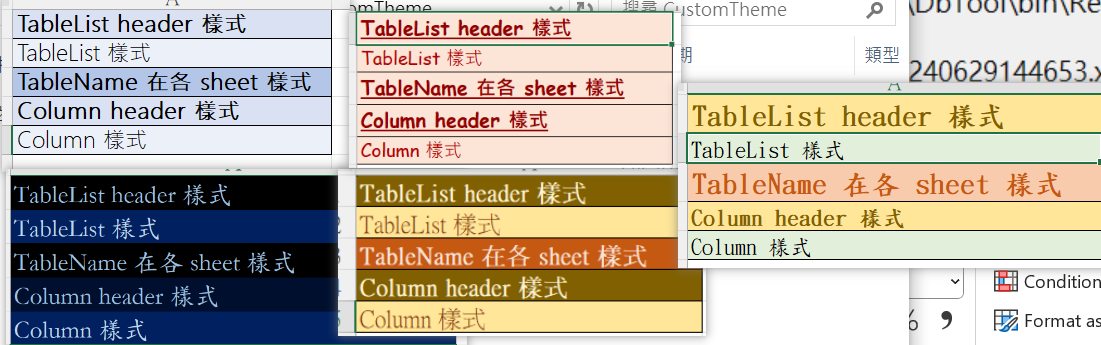 TableList header 樣式
TableList 樣式
TableName 在各 sheet 樣式
Column header 樣式
Column 樣式
TableList header 樣式
TableList 樣式
TableName 在各 sheet 樣式
Column header 樣式
Column 樣式
搜尋 CustomTheme
類型
\DbTool\bin\Re
240629144653.x
A
TableList header 樣式
TableList 樣式
TableName 在各 sheet 樣式
Column header 樣式
Column 樣式
TableList header 樣式
TableList 樣式
TableName 在各 sheet 樣式
Column header 樣式
Column 樣式
TableList header 樣式
TableList 樣式
TableName 在各 sheet 樣式
Column header 樣式
Column 樣式
Condition
Format as